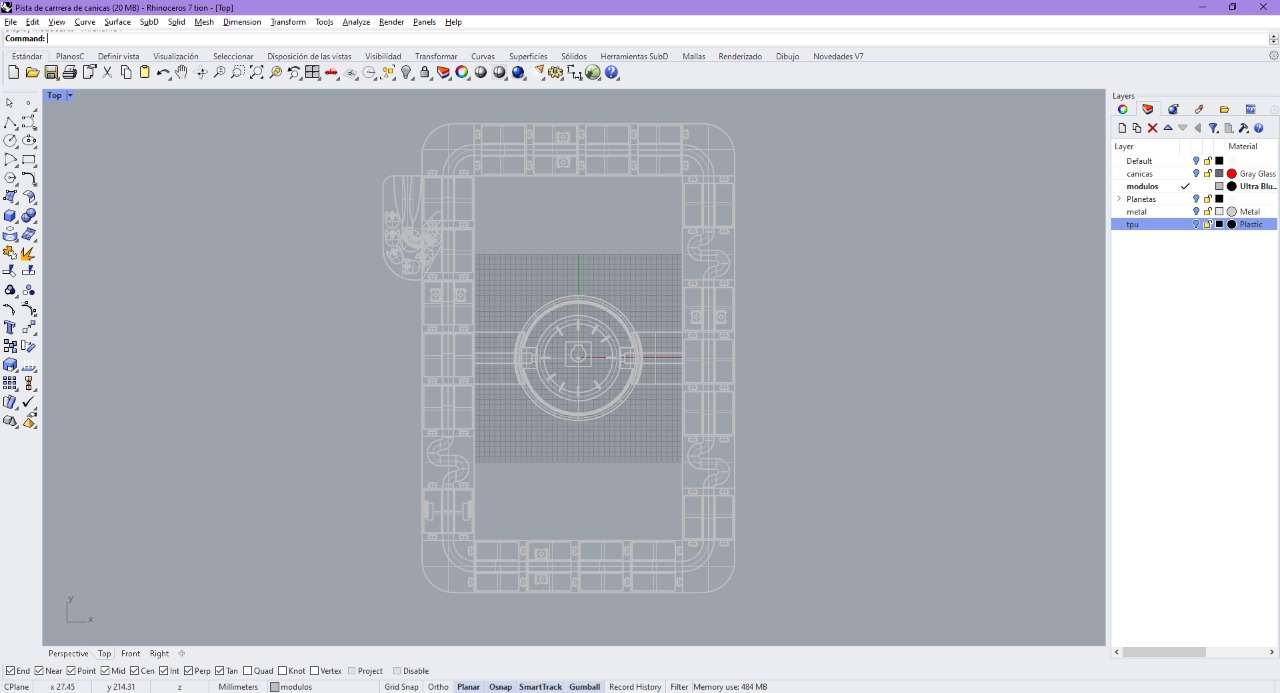 Pista de carrera de canicas (20 MB) - Rhinoceros 7 tion - [Top]
File Edit View Curve Surface SubD Solid Mesh Dimension Transform Tools Analyze Render Panels Help
Command:
Estándar PlanosC Definir vista Visualización Seleccionar Disposición de las vistas Visibilidad Transformar Curvas Superficies Sólidos Herramientas SubD Mallas Renderizado Dibujo Novedades V7
Top
Layers
Layer Material
Default
canicas Gray Glass
modulos Ultra Blu...
Planetas
metal Metal
tpu Plastic
y
x
Perspective Top Front Right
End Near Point Mid Cen Int Perp Tan Quad Knot Vertex Project Disable
CPlane x 27.45 y 214.31 z Millimeters modulos Grid Snap Ortho Planar Osnap SmartTrack Gumball Record History Filter Memory use: 484 MB